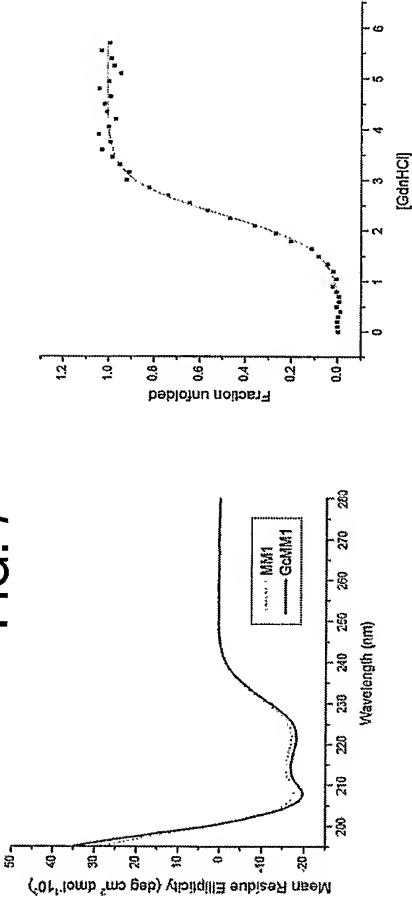 FIG. 7
50
40
30
20
10
0
-10
-20
Mean Residue Ellipticity (deg cm² dmol⁻¹10³)
200 210 220 230 240 250 260 270 280
Wavelength (nm)
MM1
GcMM1
1.2
1.0
0.8
0.6
0.4
0.2
0.0
Fraction unfolded
0 1 2 3 4 5 6
[GdnHCl]